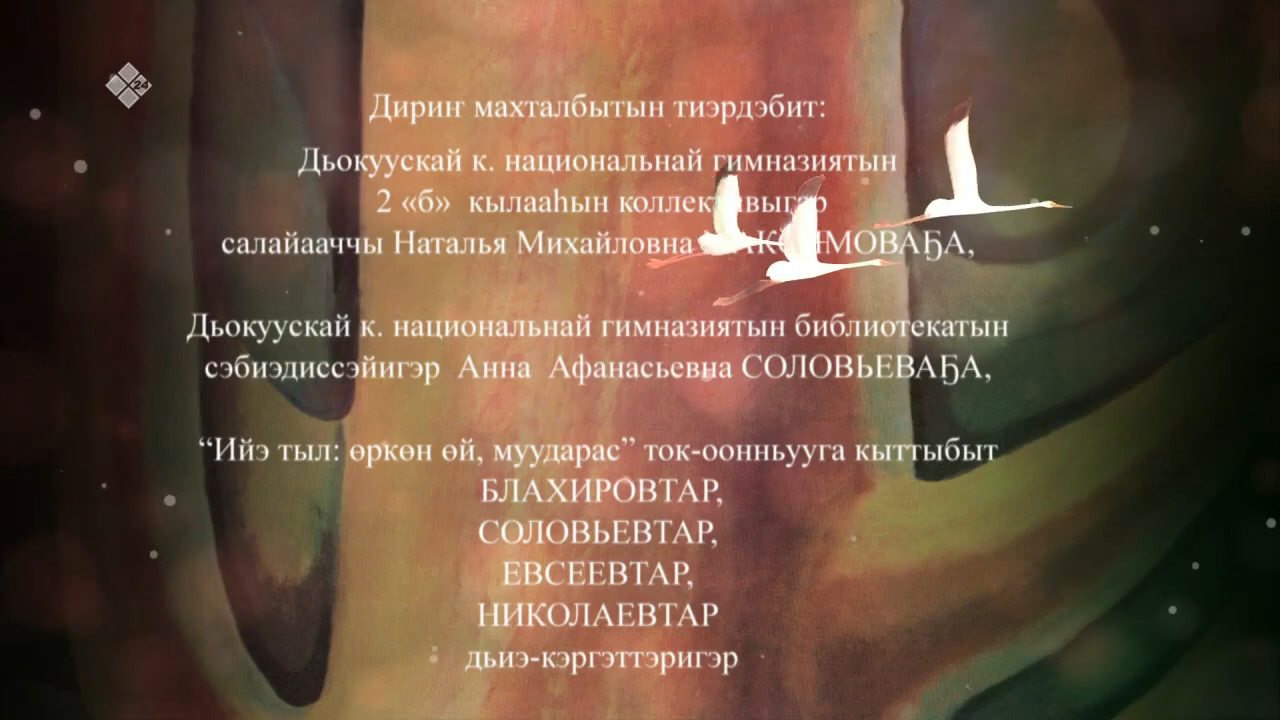 24
Дириҥ махталбытын тиэрдэбит:
Дьокуускай к. национальнай гимназиятын
2 «б» кылааһын
салайааччы Наталья Михайловна
Дьокуускай к. национальнай гимназиятын библиотекатын
сэбиэдиссэйигэр Анна Афанасьевна СОЛОВЬЕВАҔА,
“Ийэ тыл: өркөн өй, муударас” ток-оонньууга кыттыбыт
БЛАХИРОВТАР,
СОЛОВЬЕВТАР,
ЕВСЕЕВТАР,
НИКОЛАЕВТАР
дьиэ-кэргэттэригэр